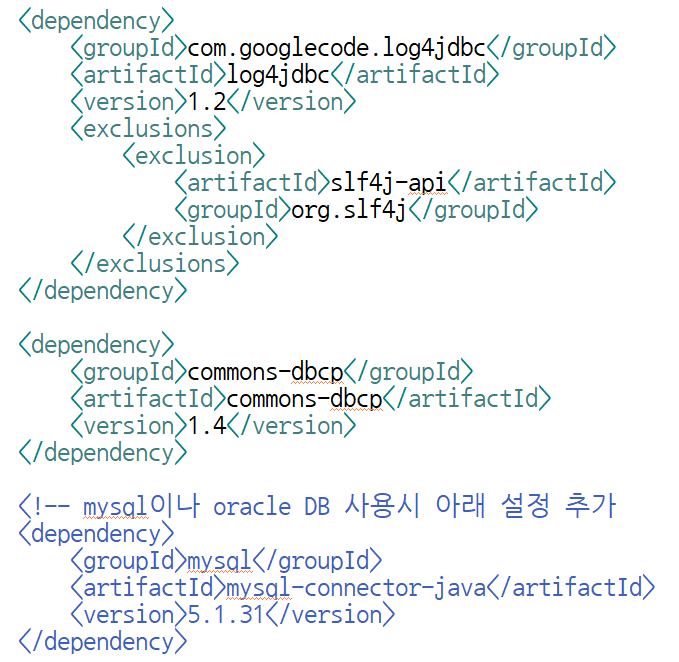 <dependency>
<groupId>com.googlecode.log4jdbc</groupId>
<artifactId>log4jdbc</artifactId>
<version>1.2</version>
<exclusions>
<exclusion>
<artifactId>slf4j-api</artifactId>
<groupId>org.slf4j</groupId>
</exclusion>
</exclusions>
</dependency>
<dependency>
<groupId>commons-dbcp</groupId>
<artifactId>commons-dbcp</artifactId>
<version>1.4</version>
</dependency>
<!-- mysql이나 oracle DB 사용시 아래 설정 추가
<dependency>
<groupId>mysql</groupId>
<artifactId>mysql-connector-java</artifactId>
<version>5.1.31</version>
</dependency>